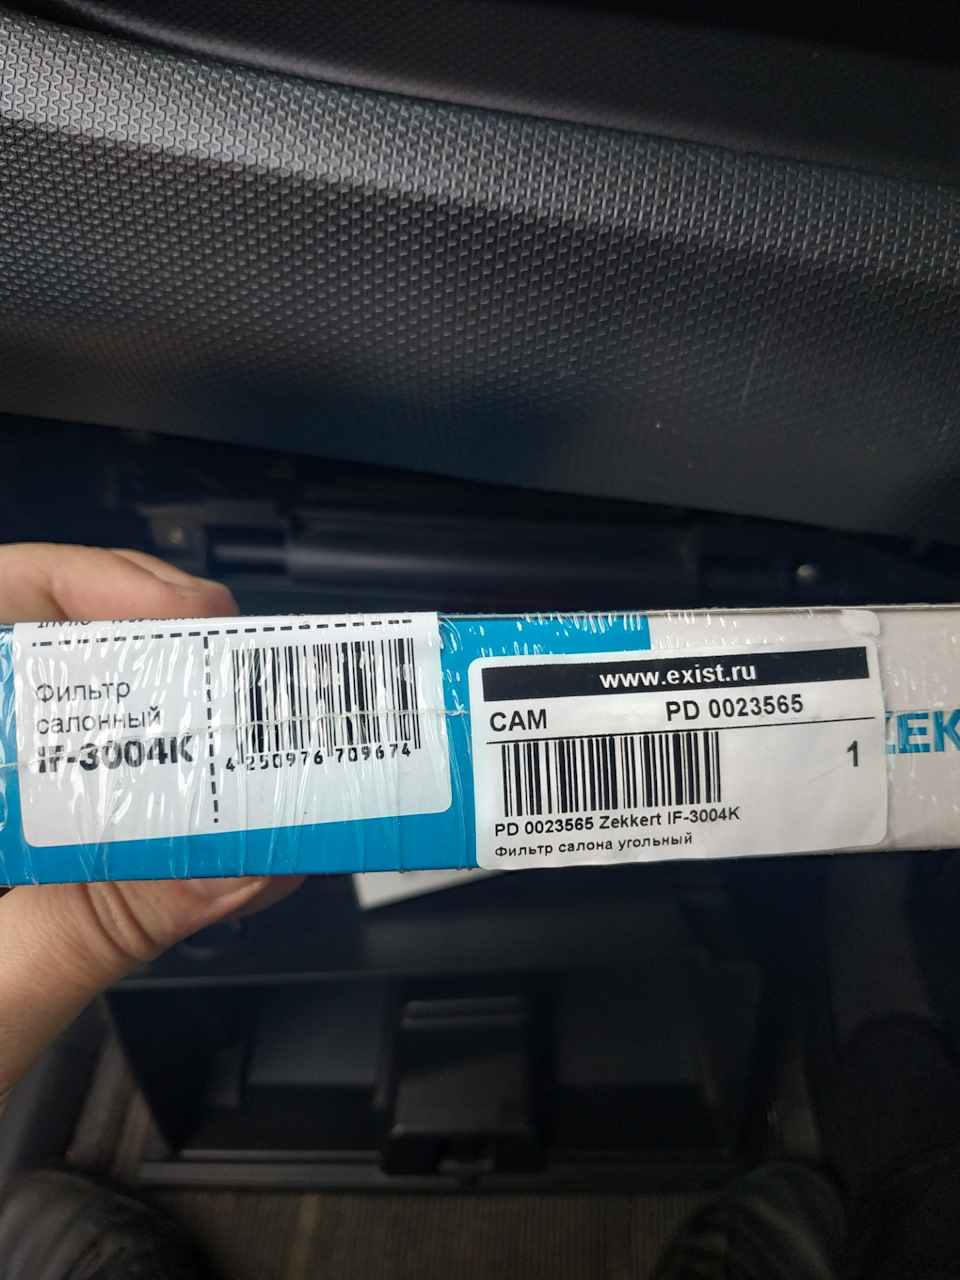 Фильтр
салонный
IF-3004K
4 250976 709674
www.exist.ru
CAM PD 0023565
1
PD 0023565 Zekkert IF-3004K
Фильтр салона угольный
ZEK